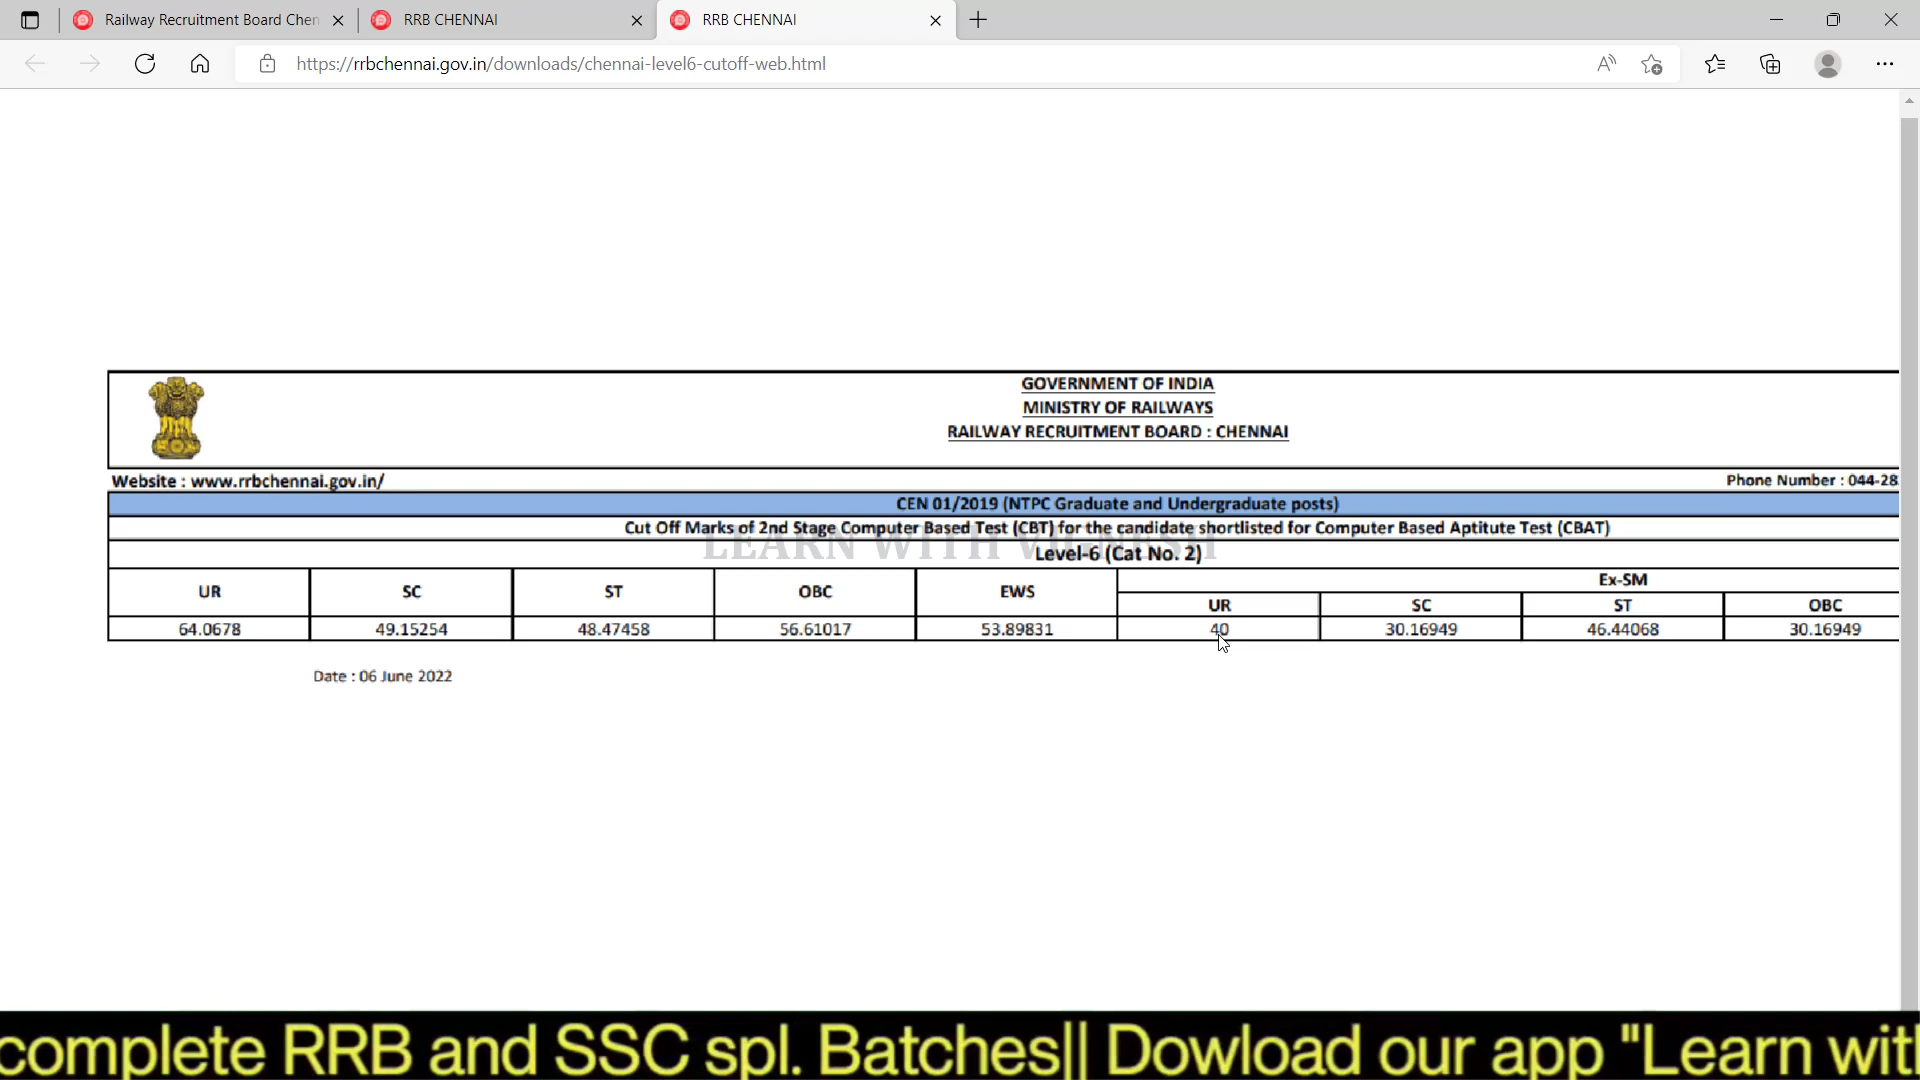 Railway Recruitment Board Chen
RRB CHENNAI
RRB CHENNAI
https://rrbchennai.gov.in/downloads/chennai-level6-cutoff-web.html
GOVERNMENT OF INDIA
MINISTRY OF RAILWAYS
RAILWAY RECRUITMENT BOARD : CHENNAI
Website : www.rrbchennai.gov.in/ Phone Number : 044-28
CEN 01/2019 (NTPC Graduate and Undergraduate posts)
Cut Off Marks of 2nd Stage Computer Based Test (CBT) for the candidate shortlisted for Computer Based Aptitute Test (CBAT)
LEARN WITH VIGNESH
Level-6 (Cat No. 2)
UR SC ST OBC EWS Ex-SM
UR SC ST OBC
64.0678 49.15254 48.47458 56.61017 53.89831 40 30.16949 46.44068 30.16949
Date : 06 June 2022
complete RRB and SSC spl. Batches|| Dowload our app "Learn wit